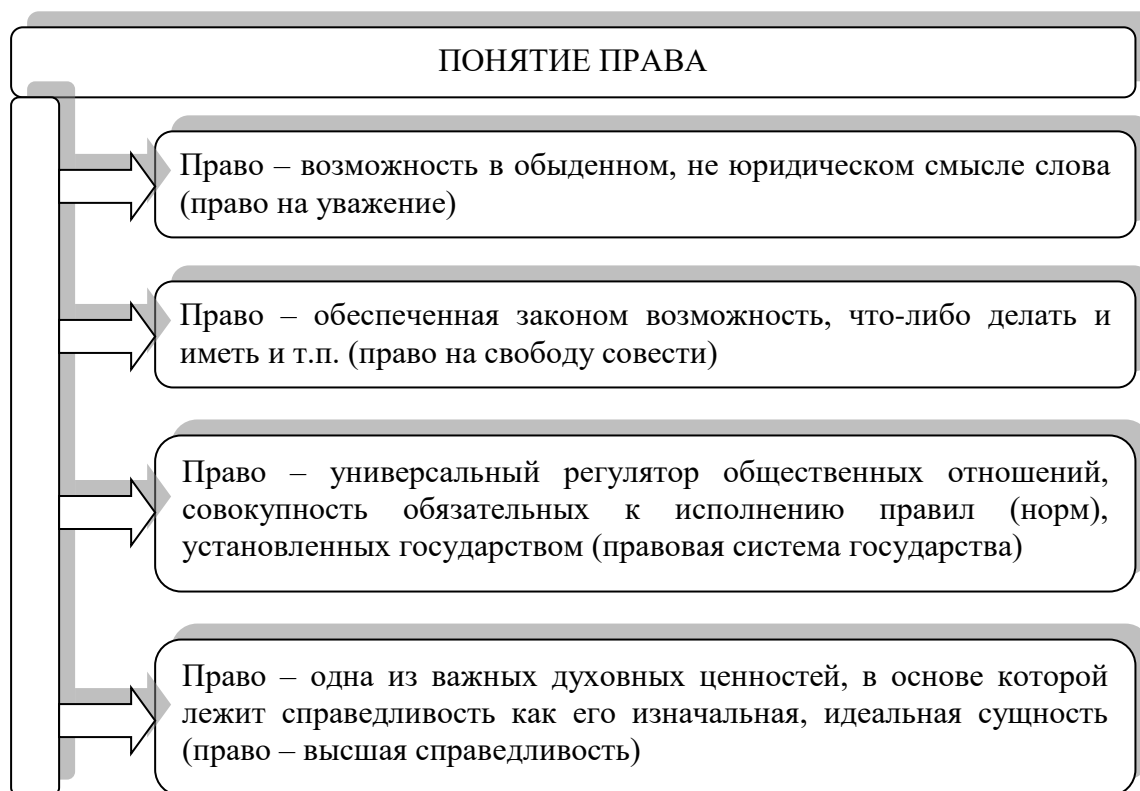 ПОНЯТИЕ ПРАВА
Право – возможность в обыденном, не юридическом смысле слова
(право на уважение)
Право – обеспеченная законом возможность, что-либо делать и
иметь и т.п. (право на свободу совести)
Право – универсальный регулятор общественных отношений,
совокупность обязательных к исполнению правил (норм),
установленных государством (правовая система государства)
Право – одна из важных духовных ценностей, в основе которой
лежит справедливость как его изначальная, идеальная сущность
(право – высшая справедливость)